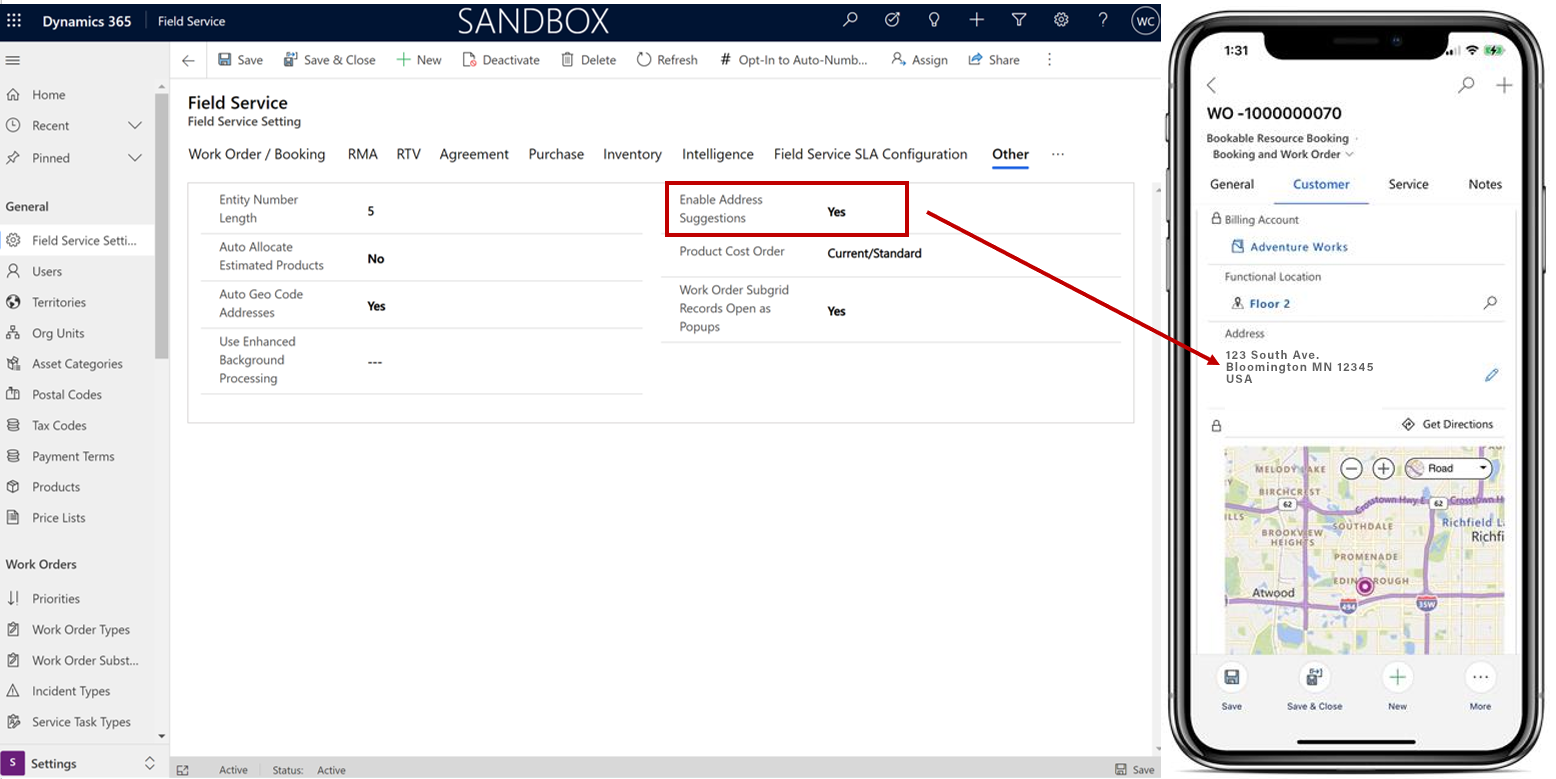 Dynamics 365
Field Service
SANDBOX
WC
Save
Save & Close
New
Deactivate
Delete
Refresh
# Opt-In to Auto-Numb...
Assign
Share
Home
Recent
Pinned
General
Field Service Setti...
Users
Territories
Org Units
Asset Categories
Postal Codes
Tax Codes
Payment Terms
Products
Price Lists
Work Orders
Priorities
Work Order Types
Work Order Subst...
Incident Types
Service Task Types
S
Settings
Field Service
Field Service Setting
Work Order / Booking
RMA
RTV
Agreement
Purchase
Inventory
Intelligence
Field Service SLA Configuration
Other
...
Entity Number
Length
5
Auto Allocate
Estimated Products
No
Auto Geo Code
Addresses
Yes
Use Enhanced
Background
Processing
---
Enable Address
Suggestions
Yes
Product Cost Order
Current/Standard
Work Order Subgrid
Records Open as
Popups
Yes
Active
Status: Active
Save
1:31
WO -1000000070
Bookable Resource Booking ·
Booking and Work Order
General
Customer
Service
Notes
Billing Account
Adventure Works
Functional Location
Floor 2
Address
123 South Ave.
Bloomington MN 12345
USA
Get Directions
Road
MELODY LAKE
BIRCHCREST
62
Crosstown Hwy E
62
Crosstown H
ILLS
SOUTHDALE
Richfield L
Richfi
BROOKVIEW
HEIGHTS
PROMENADE
EDINBOROUGH
Atwood
494
35W
Save
Save & Close
New
More